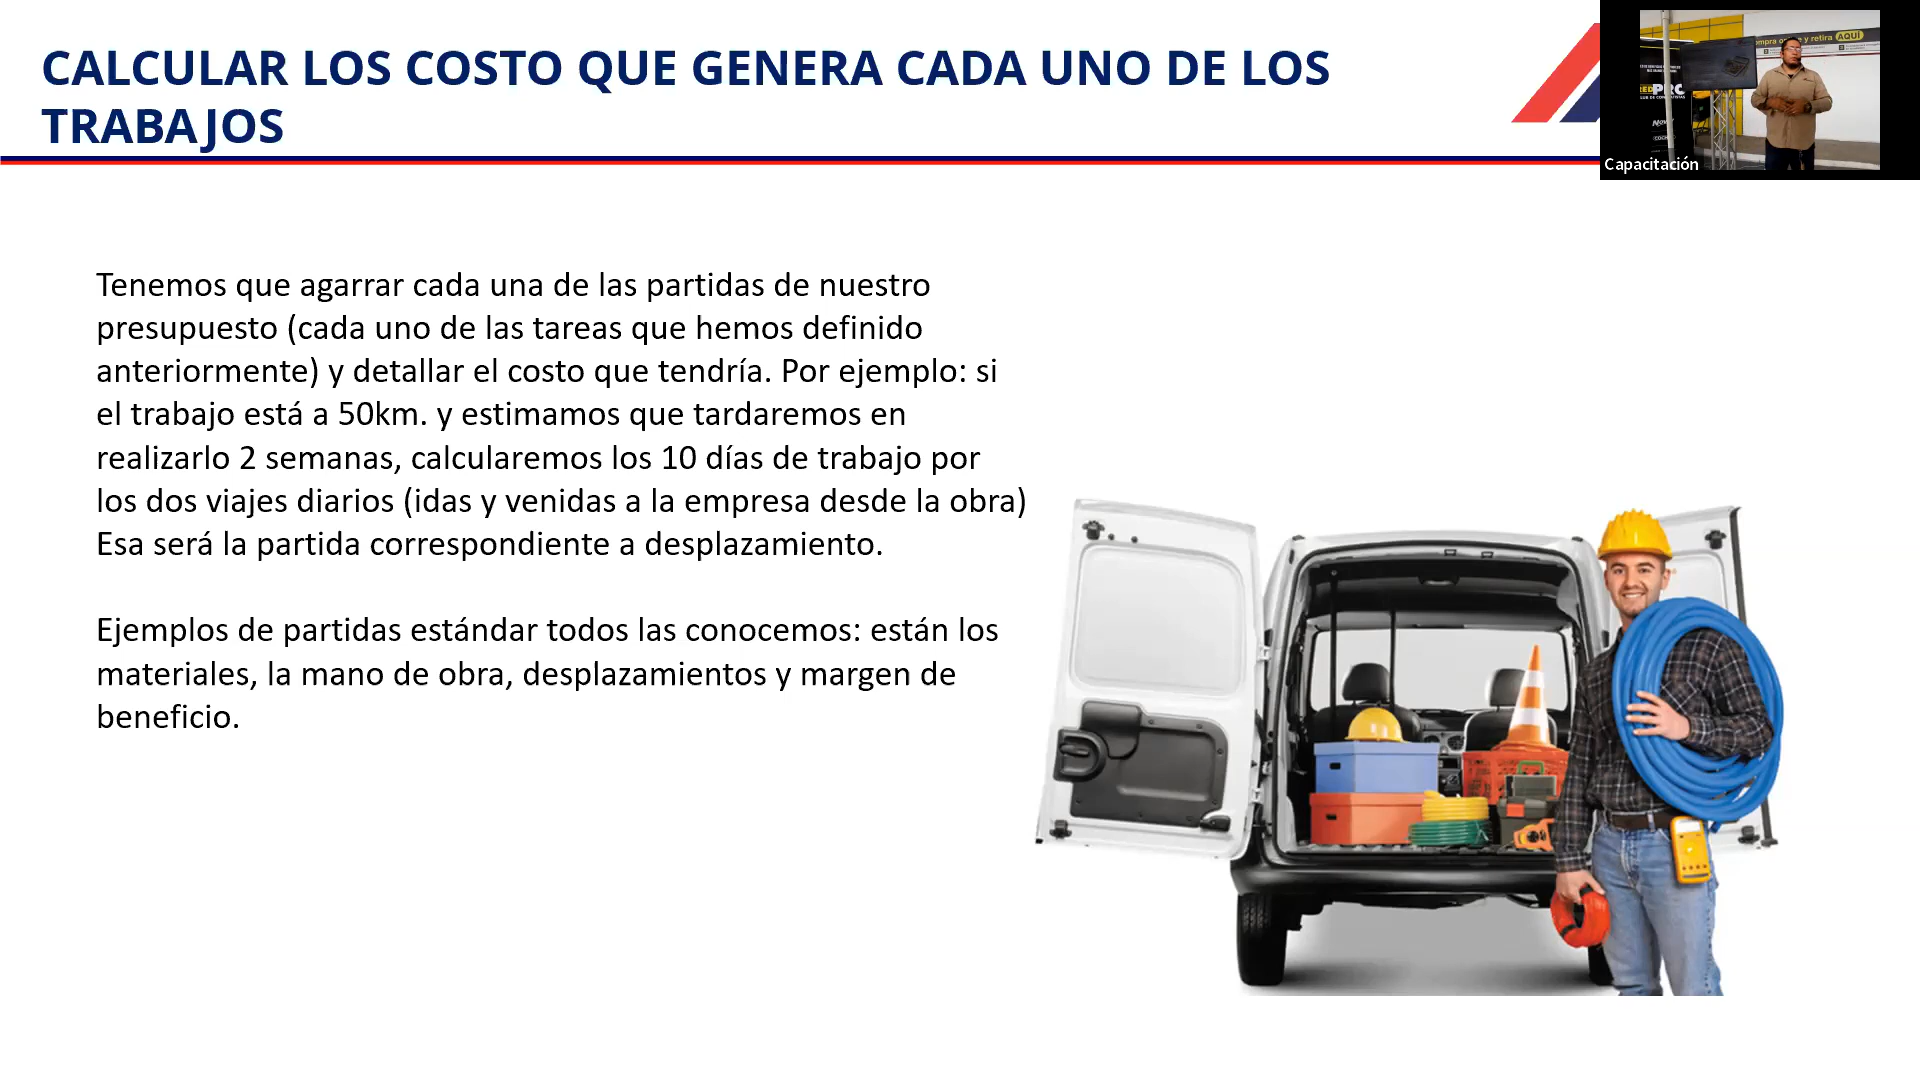 CALCULAR LOS COSTO QUE GENERA CADA UNO DE LOS
TRABAJOS
Tenemos que agarrar cada una de las partidas de nuestro
presupuesto (cada uno de las tareas que hemos definido
anteriormente) y detallar el costo que tendría. Por ejemplo: si
el trabajo está a 50km. y estimamos que tardaremos en
realizarlo 2 semanas, calcularemos los 10 días de trabajo por
los dos viajes diarios (idas y venidas a la empresa desde la obra)
Esa será la partida correspondiente a desplazamiento.
Ejemplos de partidas estándar todos las conocemos: están los
materiales, la mano de obra, desplazamientos y margen de
beneficio.
y retira AQUÍ
PRC
Capacitación